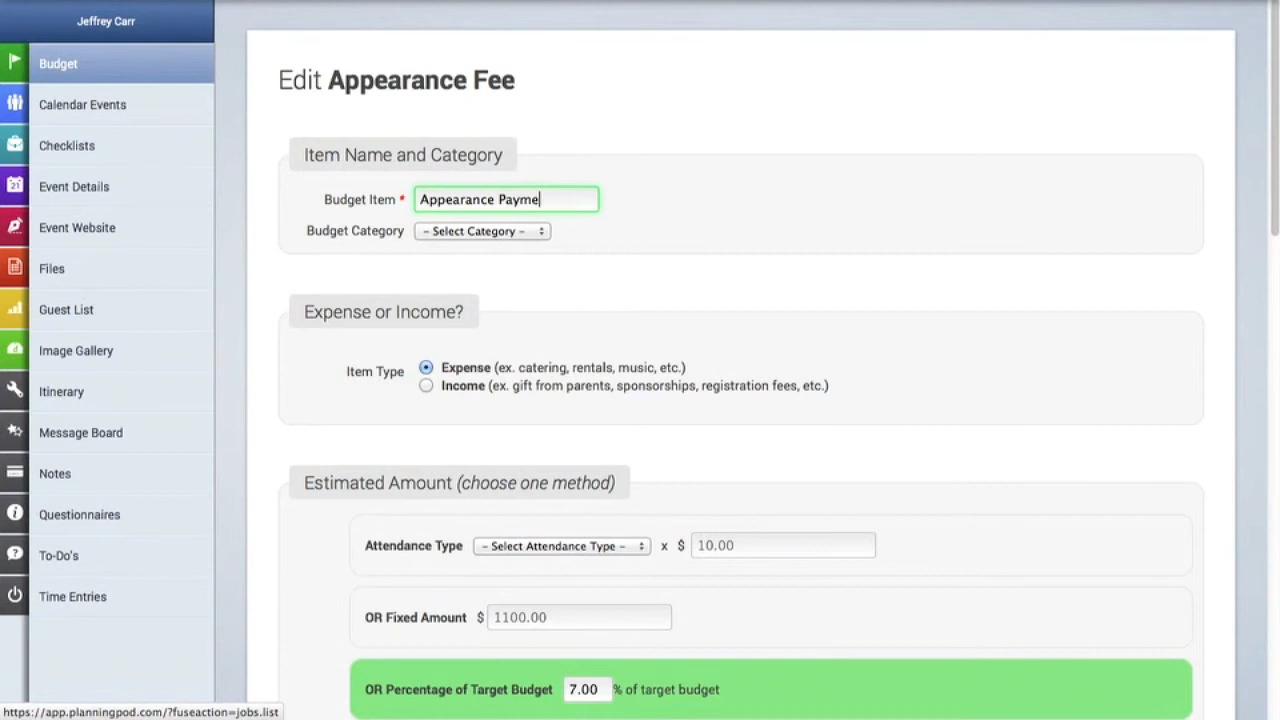 Jeffrey Carr
Budget
Calendar Events
Checklists
21
Event Details
Event Website
Files
Guest List
Image Gallery
Itinerary
Message Board
Notes
Questionnaires
To-Do's
Time Entries
Edit Appearance Fee
Item Name and Category
Budget Item * Appearance Payme
Budget Category – Select Category –
Expense or Income?
Item Type
Expense (ex. catering, rentals, music, etc.)
Income (ex. gift from parents, sponsorships, registration fees, etc.)
Estimated Amount (choose one method)
Attendance Type – Select Attendance Type – x $ 10.00
OR Fixed Amount $ 1100.00
OR Percentage of Target Budget 7.00 % of target budget
https://app.planningpod.com/?fuseaction=jobs.list